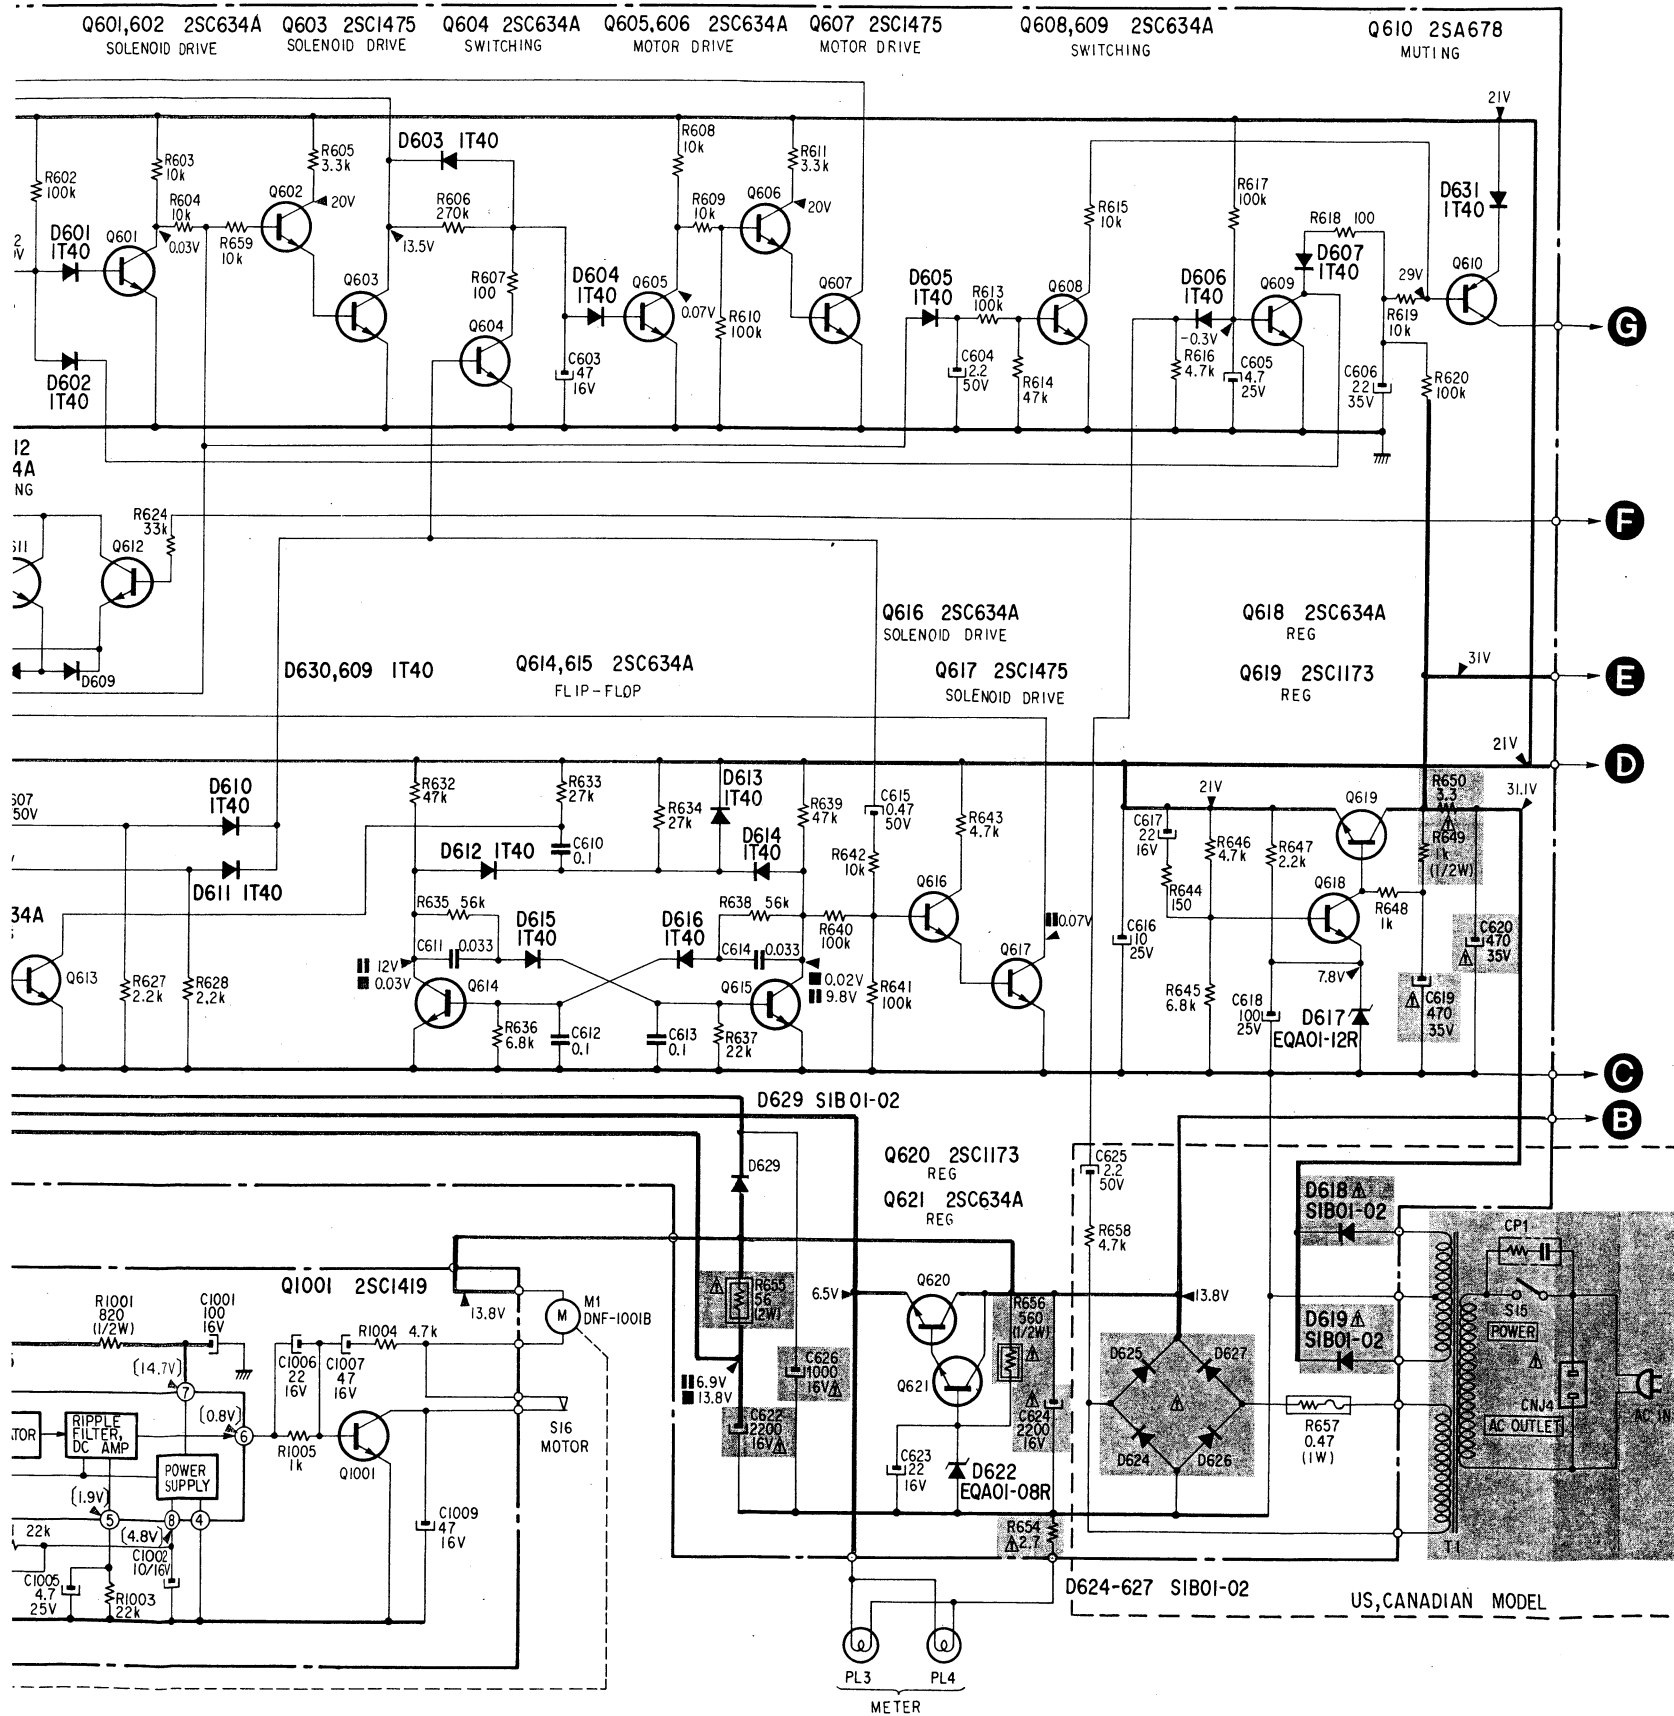 Q601,602 2SC634A
SOLENOID DRIVE
Q603 2SC1475
SOLENOID DRIVE
Q604 2SC634A
SWITCHING
Q605,606 2SC634A
MOTOR DRIVE
Q607 2SC1475
MOTOR DRIVE
Q608,609 2SC634A
SWITCHING
Q610 2SA678
MUTING
21V
R602
100k
R603
10k
R604
10k
D601
1T40
Q601
0.03V
R659
10k
Q602
R605
3.3k
20V
Q603
D603 1T40
R606
270k
13.5V
R607
100
Q604
D604
1T40
C603
47
16V
Q605
0.07V
R608
10k
R609
10k
R610
100k
Q606
R611
3.3k
20V
Q607
D605
1T40
C604
2.2
50V
R613
100k
R614
47k
Q608
R615
10k
D606
1T40
-0.3V
R616
4.7k
R617
100k
C605
4.7
25V
Q609
R618 100
D607
1T40
29V
R619
10k
C606
22
35V
R620
100k
D631
1T40
Q610
G
D602
1T40
12
4A
NG
R624
33k
Q612
D609
F
D630,609 1T40
Q614,615 2SC634A
FLIP-FLOP
Q616 2SC634A
SOLENOID DRIVE
Q617 2SC1475
SOLENOID DRIVE
Q618 2SC634A
REG
Q619 2SC1173
REG
31V
E
21V
D
607
50V
D610
1T40
D611 1T40
34A
Q613
R627
2.2k
R628
2.2k
R632
47k
D612 1T40
R633
27k
C610
0.1
R634
27k
D613
1T40
D614
1T40
R639
47k
C615
0.47
50V
R642
10k
R643
4.7k
Q616
R635 56k
C611 0.033
D615
1T40
D616
1T40
R638 56k
C614 0.033
R640
100k
12V
0.03V
Q614
R636
6.8k
C612
0.1
C613
0.1
R637
22k
Q615
0.02V
9.8V
R641
100k
Q617
0.07V
C616
10
25V
C617
22
16V
R644
150
21V
R646
4.7k
R645
6.8k
R647
2.2k
C618
100
25V
Q619
Q618
R648
1k
7.8V
D617
EQA01-12R
R650
3.3
R649
1k
(1/2W)
31.1V
C619
470
35V
C620
470
35V
C
B
D629 SIB01-02
D629
Q620 2SC1173
REG
Q621 2SC634A
REG
C625
2.2
50V
R658
4.7k
D618
SIB01-02
D619
SIB01-02
CP1
S15
POWER
CNJ4
AC OUTLET
AC IN
T1
Q1001 2SC1419
R1001
820
(1/2W)
C1001
100
16V
(14.7V)
7
(0.8V)
6
TOR
RIPPLE
FILTER,
DC AMP
POWER
SUPPLY
(1.9V)
5
8
4
(4.8V)
22k
C1002
10/16V
C1005
4.7
25V
R1003
22k
C1006
22
16V
C1007
47
16V
R1004 4.7k
R1005
1k
Q1001
C1009
47
16V
13.8V
M
M1
DNF-1001B
S16
MOTOR
R655
56
(2W)
6.9V
13.8V
C622
2200
16V
C626
1000
16V
6.5V
Q620
Q621
C623
22
16V
D622
EQA01-08R
R656
560
(1/2W)
C624
2200
16V
R654
2.7
13.8V
D625
D627
D624
D626
R657
0.47
(1W)
D624-627 SIB01-02
US,CANADIAN MODEL
PL3
PL4
METER